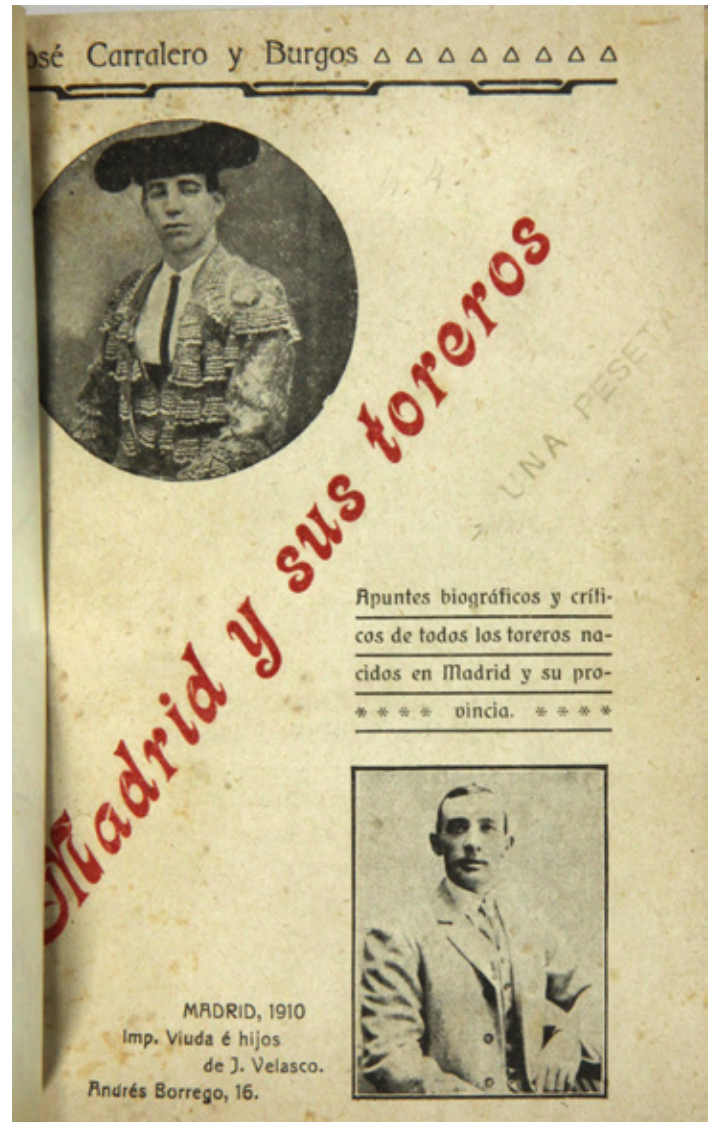 osé Carralero y Burgos
Madrid y sus toreros
UNA PESETA
Apuntes biográficos y críti-
cos de todos los toreros na-
cidos en Madrid y su pro-
**** vincia. ****
MADRID, 1910
Imp. Viuda é hijos
de J. Velasco.
Andrés Borrego, 16.